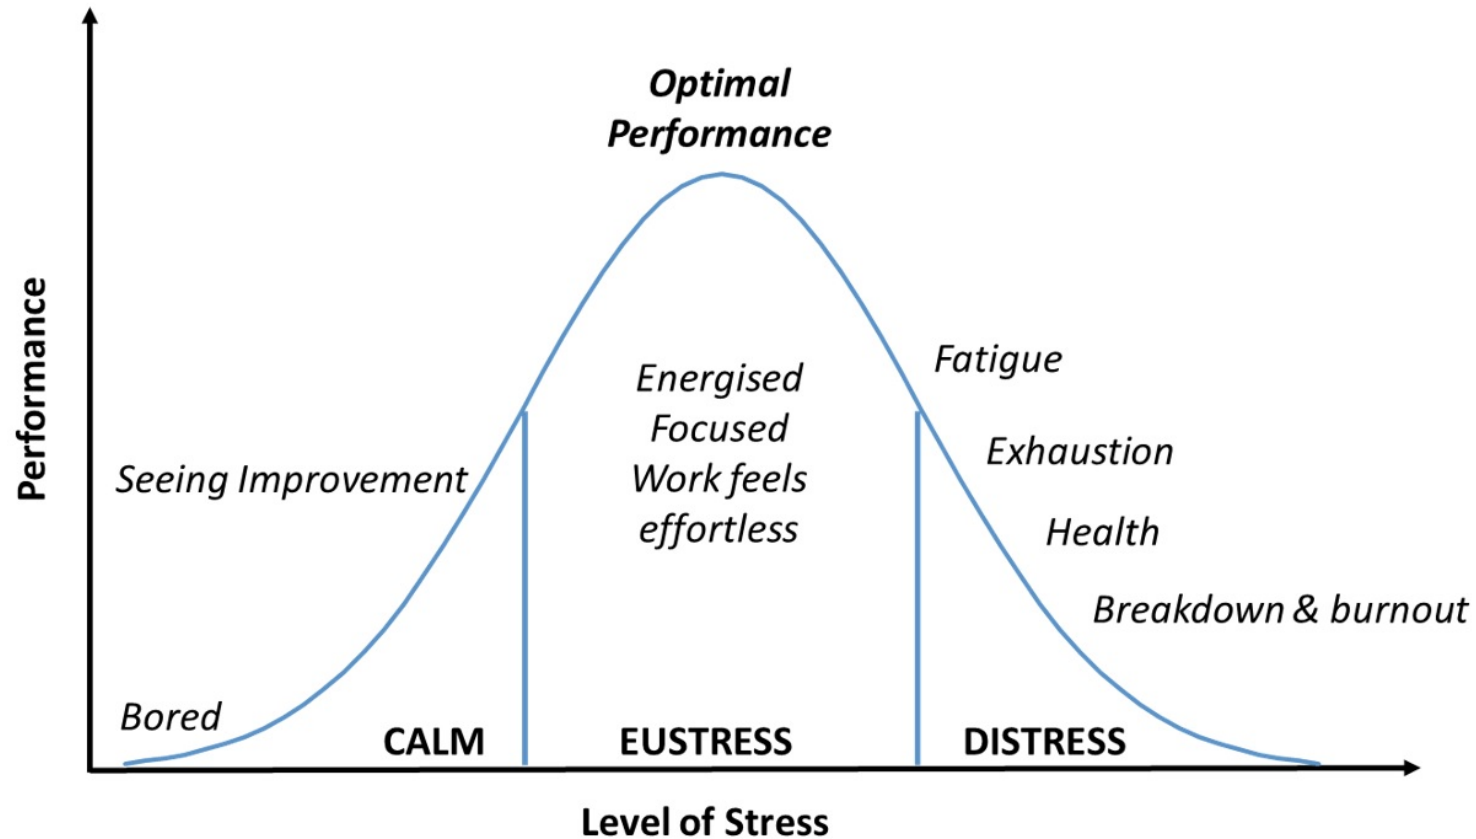 Optimal
Performance
Performance
Fatigue
Energised
Focused
Work feels
effortless
Exhaustion
Seeing Improvement
Health
Breakdown & burnout
Bored
CALM
EUSTRESS
DISTRESS
Level of Stress